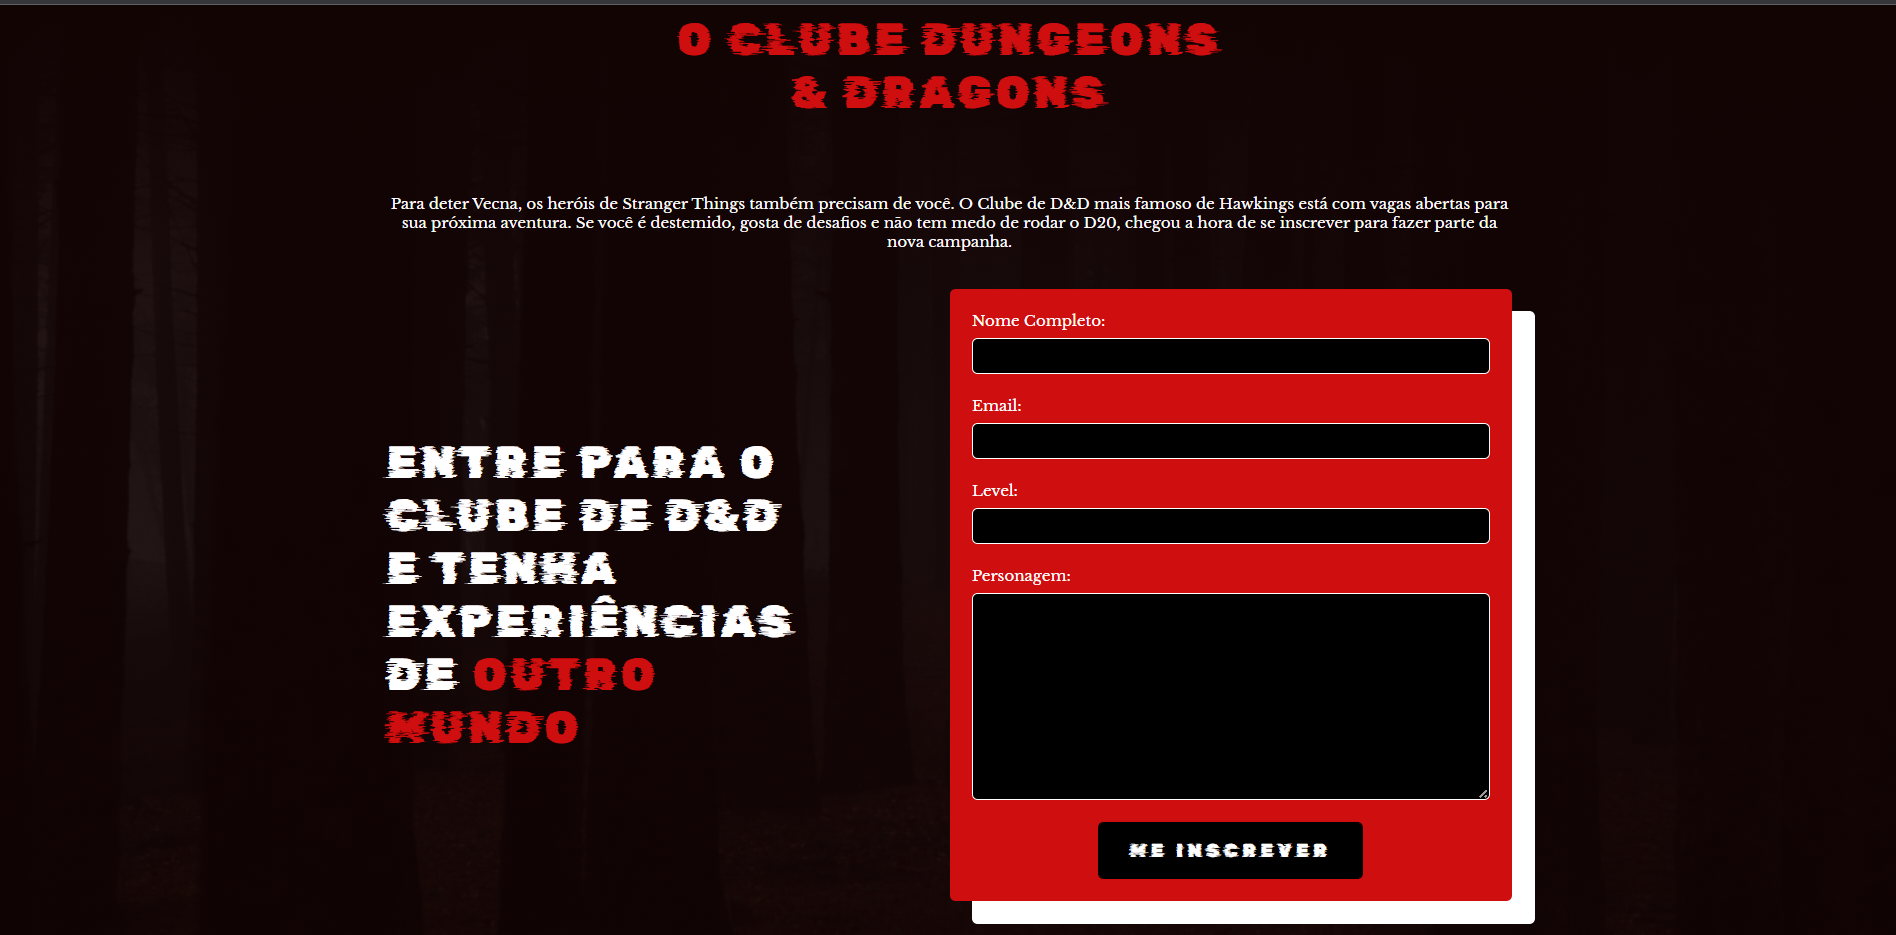 O CLUBE DUNGEONS
& DRAGONS
Para deter Vecna, os heróis de Stranger Things também precisam de você. O Clube de D&D mais famoso de Hawkings está com vagas abertas para
sua próxima aventura. Se você é destemido, gosta de desafios e não tem medo de rodar o D20, chegou a hora de se inscrever para fazer parte da
nova campanha.
ENTRE PARA O
CLUBE DE D&D
E TENHA
EXPERIÊNCIAS
DE OUTRO
MUNDO
Nome Completo:
Email:
Level:
Personagem:
ME INSCREVER